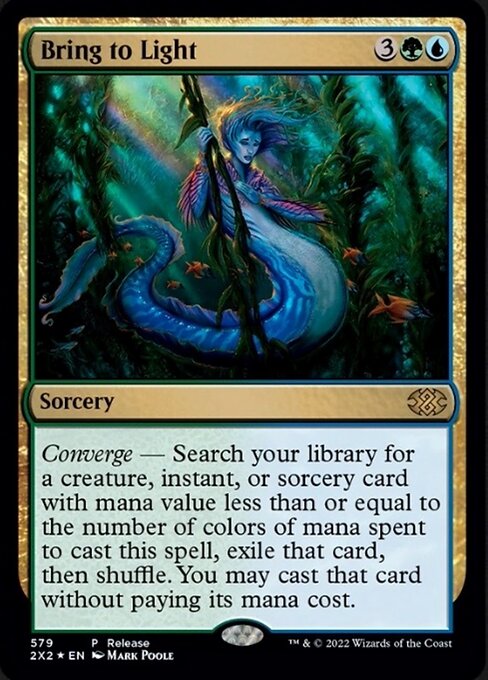 Bring to Light 3
Sorcery
Converge — Search your library for
a creature, instant, or sorcery card
with mana value less than or equal to
the number of colors of mana spent
to cast this spell, exile that card,
then shuffle. You may cast that card
without paying its mana cost.
579 P Release
2X2 ★ EN Mark Poole
™ & © 2022 Wizards of the Coast